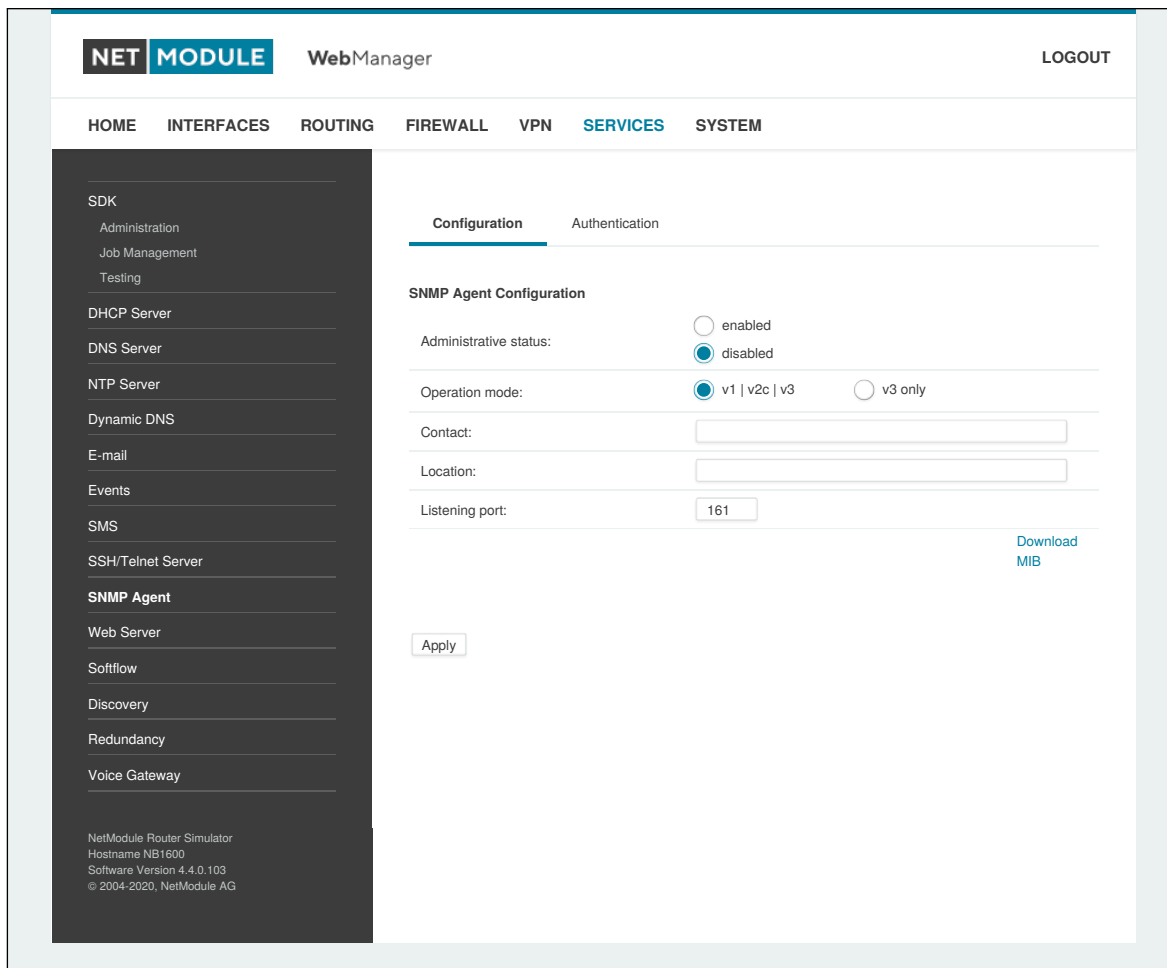 NET MODULE WebManager LOGOUT
HOME INTERFACES ROUTING FIREWALL VPN SERVICES SYSTEM
SDK
Administration
Job Management
Testing
DHCP Server
DNS Server
NTP Server
Dynamic DNS
E-mail
Events
SMS
SSH/Telnet Server
SNMP Agent
Web Server
Softflow
Discovery
Redundancy
Voice Gateway
NetModule Router Simulator
Hostname NB1600
Software Version 4.4.0.103
© 2004-2020, NetModule AG
Configuration Authentication
SNMP Agent Configuration
Administrative status:
enabled
disabled
Operation mode: v1 | v2c | v3 v3 only
Contact:
Location:
Listening port: 161
Download
MIB
Apply